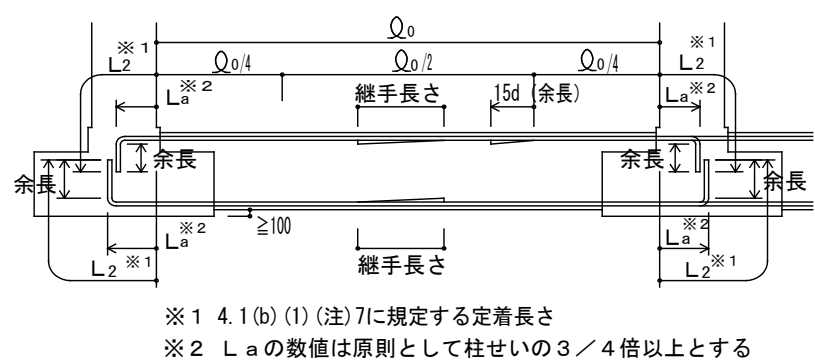 ℓo
※1
L2
ℓo/4
ℓo/2
ℓo/4
※1
L2
La※2
継手長さ
15d (余長)
La※2
余長
余長
余長
余長
≧100
La※2
L2※1
継手長さ
La※2
L2※1
※1 4.1(b)(1)(注)7に規定する定着長さ
※2 Laの数値は原則として柱せいの3/4倍以上とする